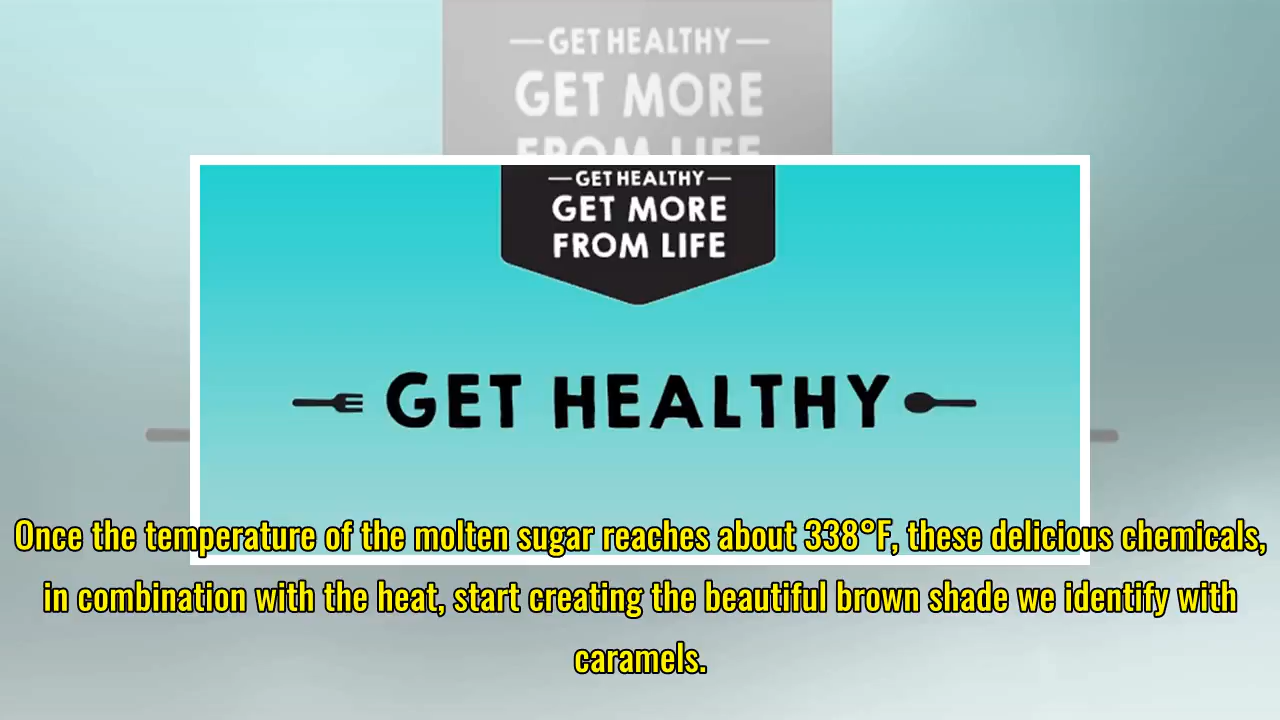 GET HEALTHY
GET MORE
FROM LIFE
GET HEALTHY
GET MORE
FROM LIFE
GET HEALTHY
Once the temperature of the molten sugar reaches about 338°F, these delicious chemicals,
in combination with the heat, start creating the beautiful brown shade we identify with
caramels.